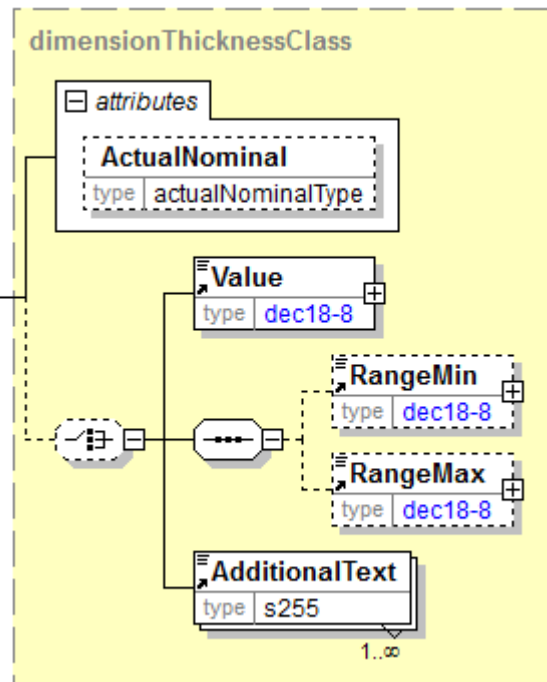 dimensionThicknessClass
attributes
ActualNominal
type actualNominalType
Value
type dec18-8
RangeMin
type dec18-8
RangeMax
type dec18-8
AdditionalText
type s255
1..∞